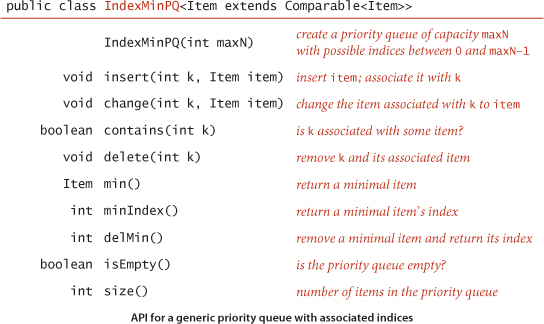 public class IndexMinPQ<Item extends Comparable<Item>>
IndexMinPQ(int maxN) create a priority queue of capacity maxN
with possible indices between 0 and maxN-1
void insert(int k, Item item) insert item; associate it with k
void change(int k, Item item) change the item associated with k to item
boolean contains(int k) is k associated with some item?
void delete(int k) remove k and its associated item
Item min() return a minimal item
int minIndex() return a minimal item's index
int delMin() remove a minimal item and return its index
boolean isEmpty() is the priority queue empty?
int size() number of items in the priority queue
API for a generic priority queue with associated indices